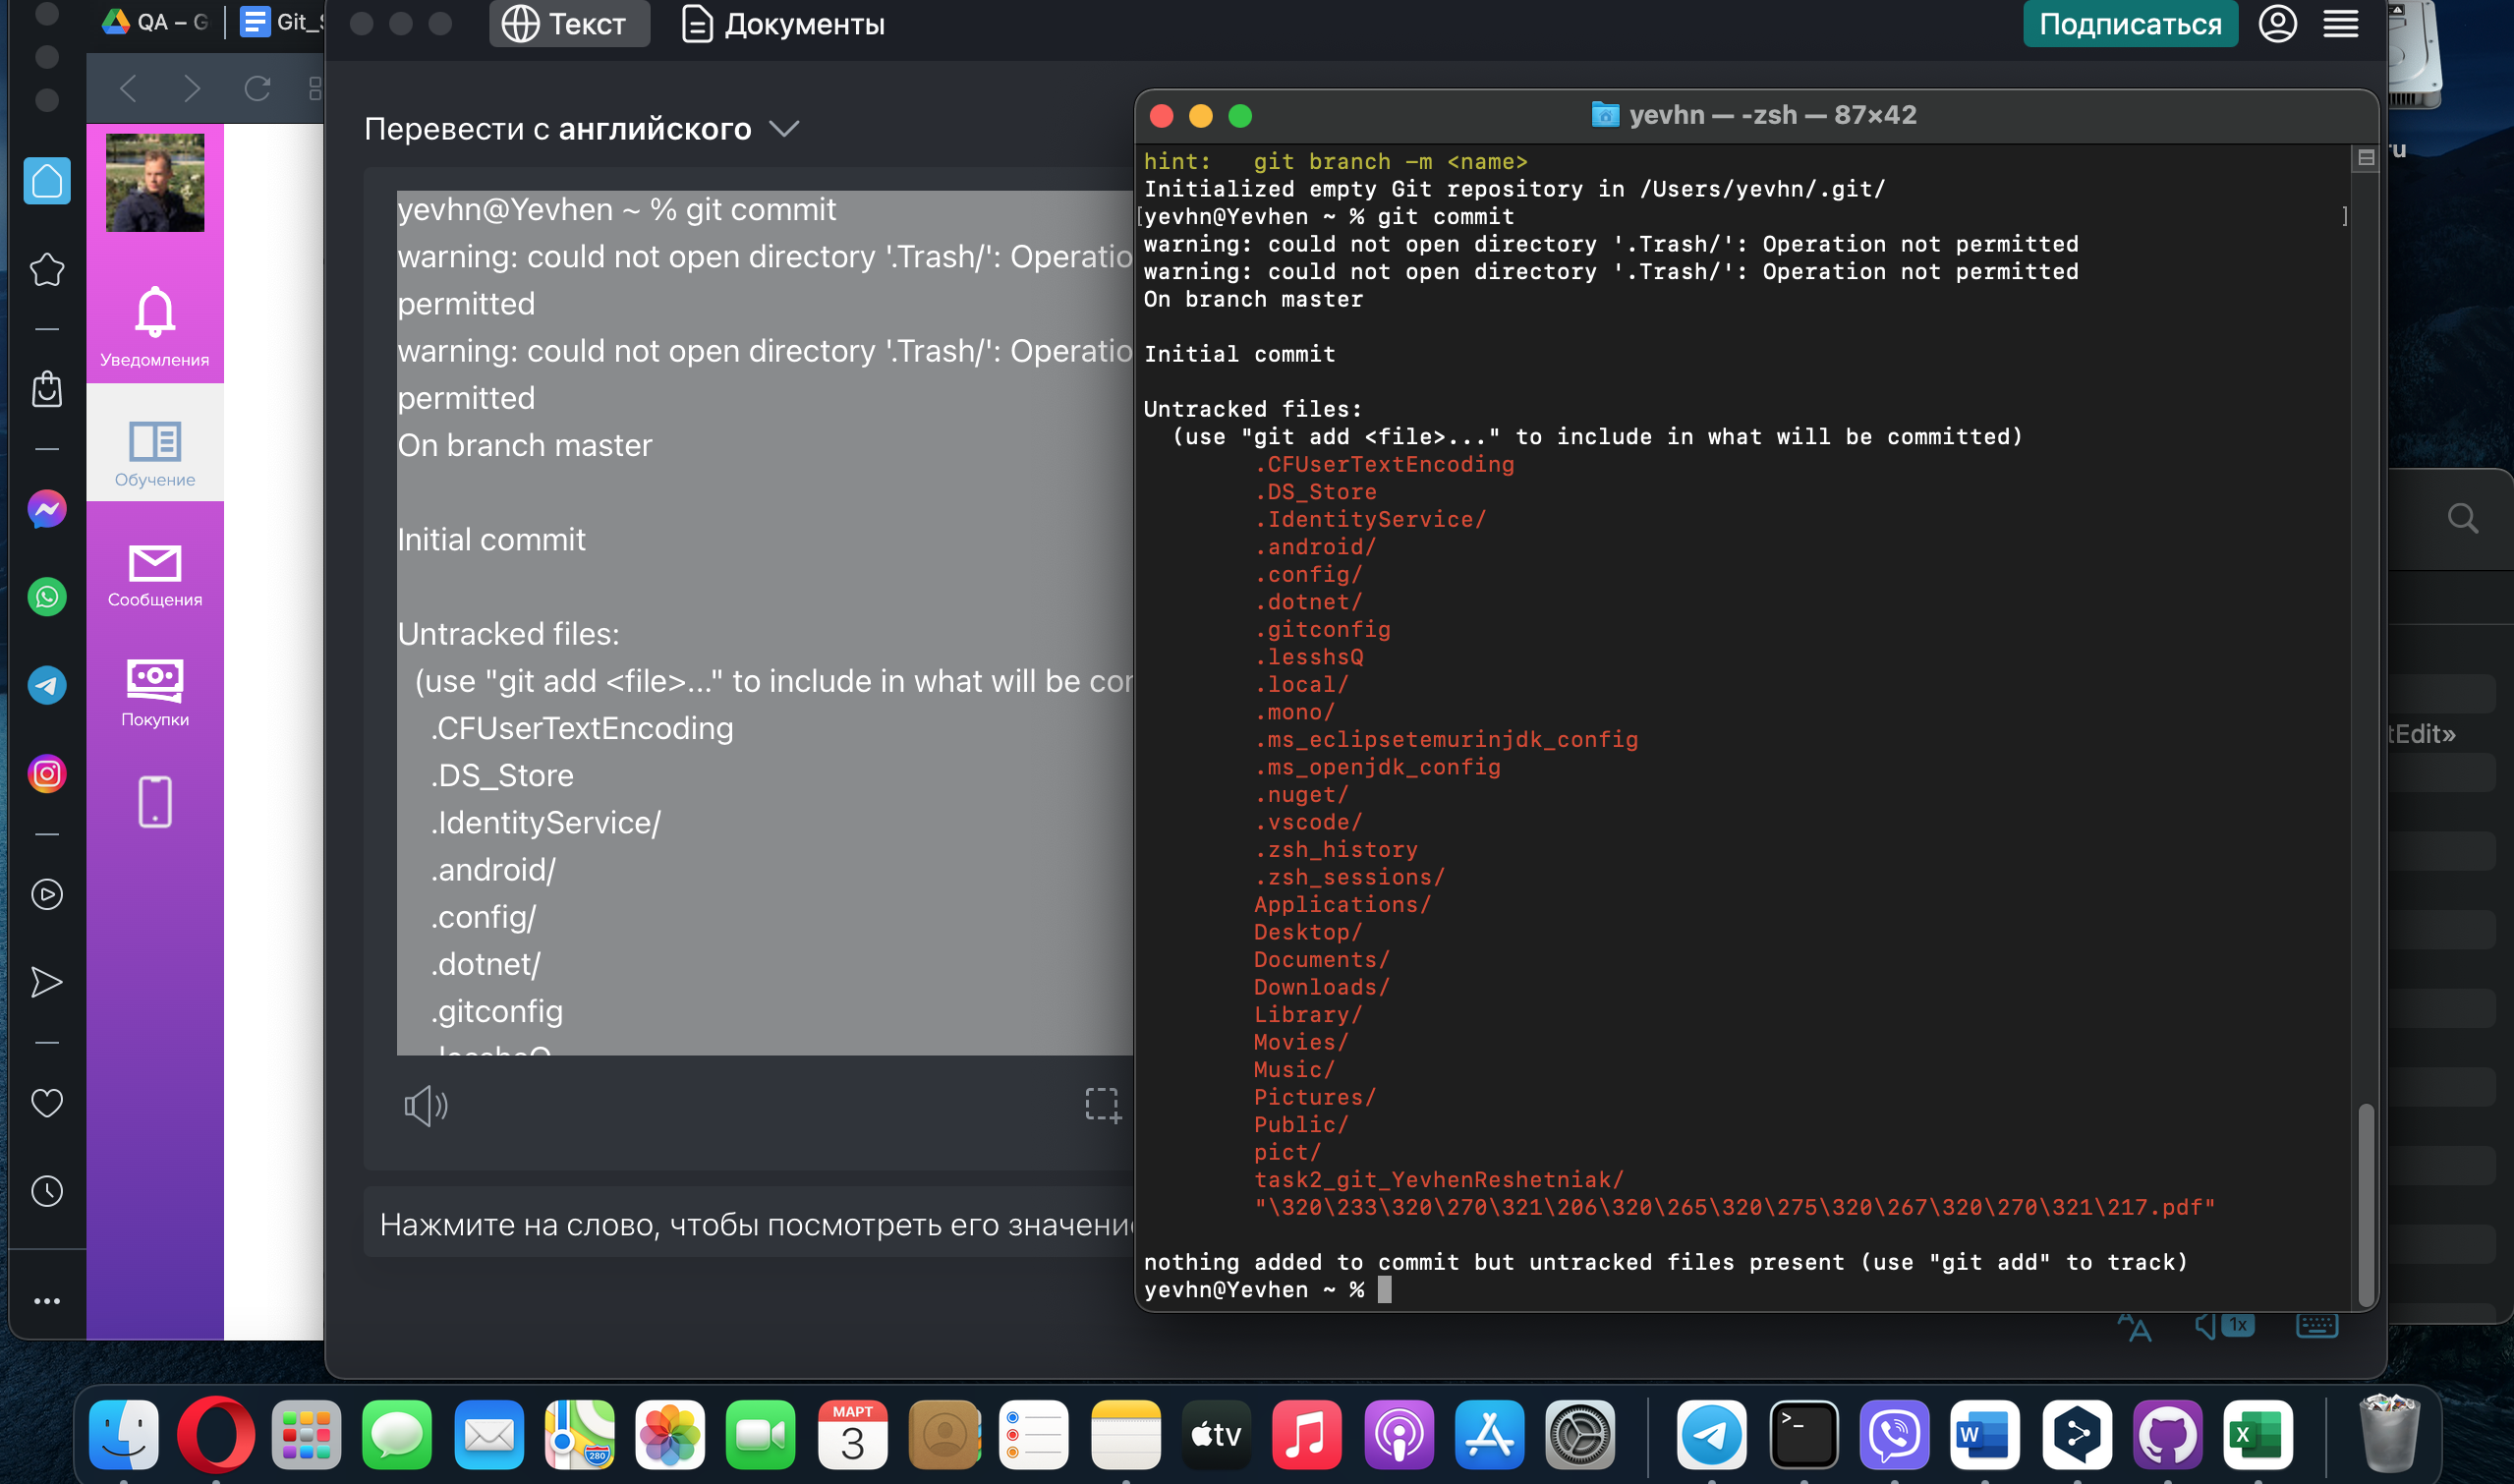 QA – G
Git_S
Уведомления
Обучение
Сообщения
Покупки
Текст
Документы
Подписаться
Перевести с английского
yevhn@Yevhen ~ % git commit
warning: could not open directory '.Trash/': Operatio
permitted
warning: could not open directory '.Trash/': Operatio
permitted
On branch master
Initial commit
Untracked files:
(use "git add <file>..." to include in what will be cor
.CFUserTextEncoding
.DS_Store
.IdentityService/
.android/
.config/
.dotnet/
.gitconfig
.lesshsQ
Нажмите на слово, чтобы посмотреть его значение
yevhn — -zsh — 87×42
hint:   git branch -m <name>
Initialized empty Git repository in /Users/yevhn/.git/
[yevhn@Yevhen ~ % git commit ]
warning: could not open directory '.Trash/': Operation not permitted
warning: could not open directory '.Trash/': Operation not permitted
On branch master
Initial commit
Untracked files:
(use "git add <file>..." to include in what will be committed)
.CFUserTextEncoding
.DS_Store
.IdentityService/
.android/
.config/
.dotnet/
.gitconfig
.lesshsQ
.local/
.mono/
.ms_eclipsetemurinjdk_config
.ms_openjdk_config
.nuget/
.vscode/
.zsh_history
.zsh_sessions/
Applications/
Desktop/
Documents/
Downloads/
Library/
Movies/
Music/
Pictures/
Public/
pict/
task2_git_YevhenReshetniak/
"\320\233\320\270\321\206\320\265\320\275\320\267\320\270\321\217.pdf"
nothing added to commit but untracked files present (use "git add" to track)
yevhn@Yevhen ~ %
1x
ru
tEdit»
МАРТ
3
280
tv
>_
W
X